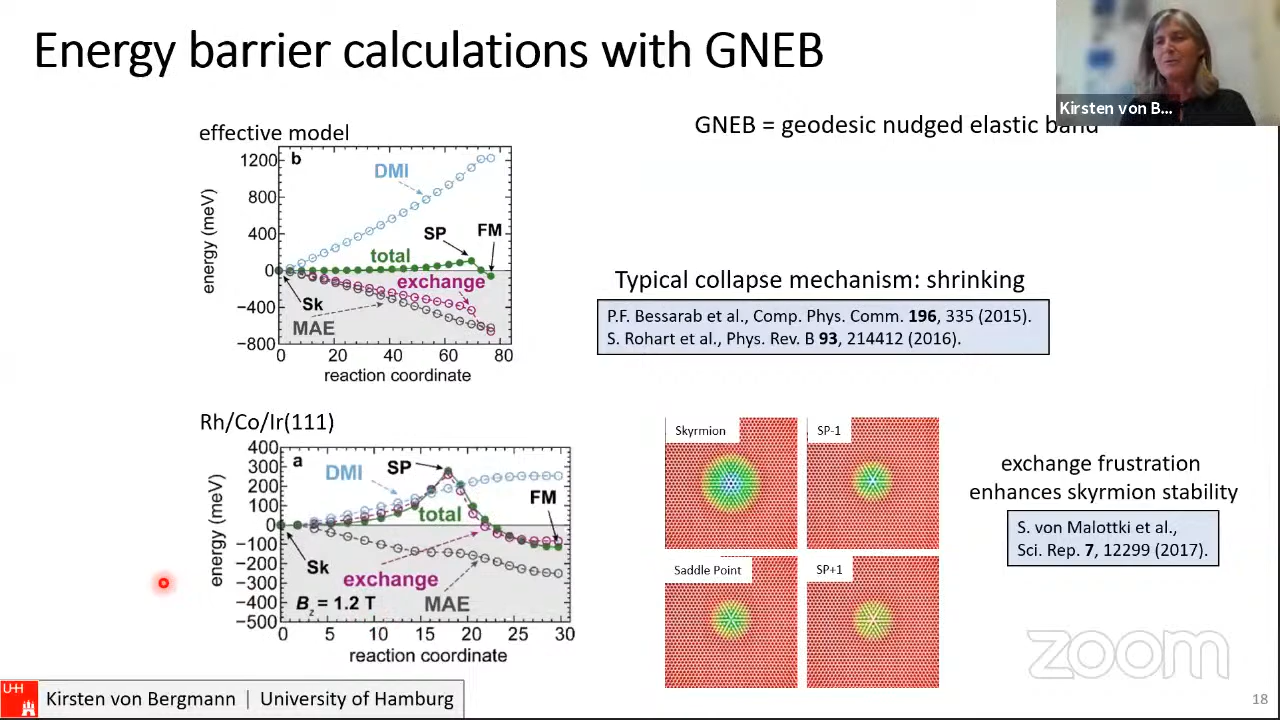 Energy barrier calculations with GNEB
Kirsten von B...
GNEB = geodesic nudged elastic band
effective model
b
1200
800
400
0
−400
−800
energy (meV)
DMI
SP
FM
total
exchange
Sk
MAE
0 20 40 60 80
reaction coordinate
Typical collapse mechanism: shrinking
P.F. Bessarab et al., Comp. Phys. Comm. 196, 335 (2015).
S. Rohart et al., Phys. Rev. B 93, 214412 (2016).
Rh/Co/Ir(111)
a
400
300
200
100
0
−100
−200
−300
−400
−500
energy (meV)
DMI
SP
FM
total
Sk
exchange
MAE
Bz = 1.2 T
0 5 10 15 20 25 30
reaction coordinate
Skyrmion
SP-1
Saddle Point
SP+1
exchange frustration
enhances skyrmion stability
S. von Malottki et al.,
Sci. Rep. 7, 12299 (2017).
zoom
UHH
Kirsten von Bergmann | University of Hamburg
18